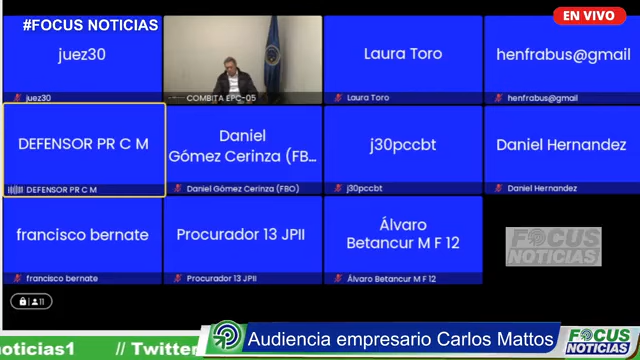 #FOCUS NOTICIAS
EN VIVO
juez30
juez30
COMBITA EPC-05
Laura Toro
Laura Toro
henfrabus@gmail
henfrabus@gmail
DEFENSOR PR C M
DEFENSOR PR C M
Daniel
Gómez Cerinza (FB...
Daniel Gómez Cerinza (FBO)
j30pccbt
j30pccbt
Daniel Hernandez
Daniel Hernandez
francisco bernate
francisco bernate
Procurador 13 JPII
Procurador 13 JPII
Álvaro
Betancur M F 12
Álvaro Betancur M F 12
FOCUS
NOTICIAS
11
Audiencia empresario Carlos Mattos
noticias1 // Twitter
FOCUS
NOTICIAS